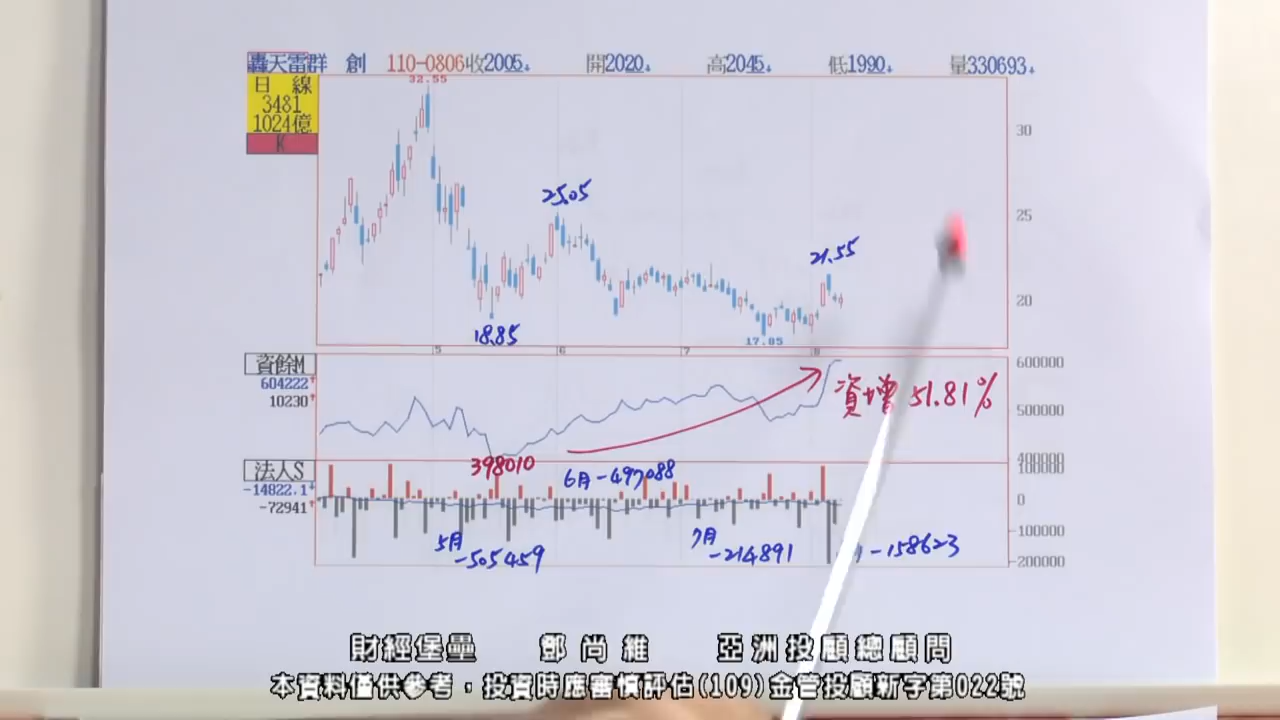 轟天雷群 創 110-0806收2005↓ 開2020↓ 高2045↓ 低1990↓ 量330693↓
日 線
3481
1024億
K
32.55
30
25.05
25
21.55
20
18.85
17.85
5 6 7 8
資餘M
604222↑
10230↑
600000
500000
400000
資增 51.81%
398010
6月-497088
法人S
-14822.1↑
-72941↑
100000
0
-100000
-200000
5月
-505459
7月
-214891
-158623
財經堡壘 鄧尚維 亞洲投顧總顧問
本資料僅供參考,投資時應審慎評估(109)金管投顧新字第022號